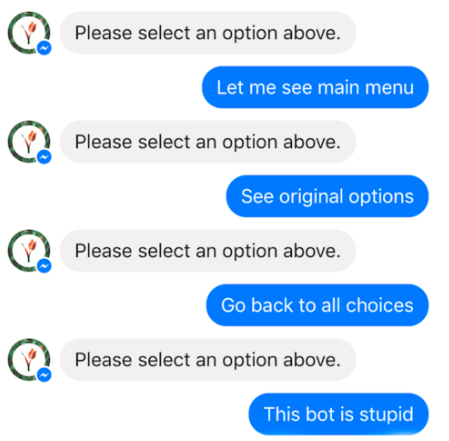 Please select an option above.
Let me see main menu
Please select an option above.
See original options
Please select an option above.
Go back to all choices
Please select an option above.
This bot is stupid